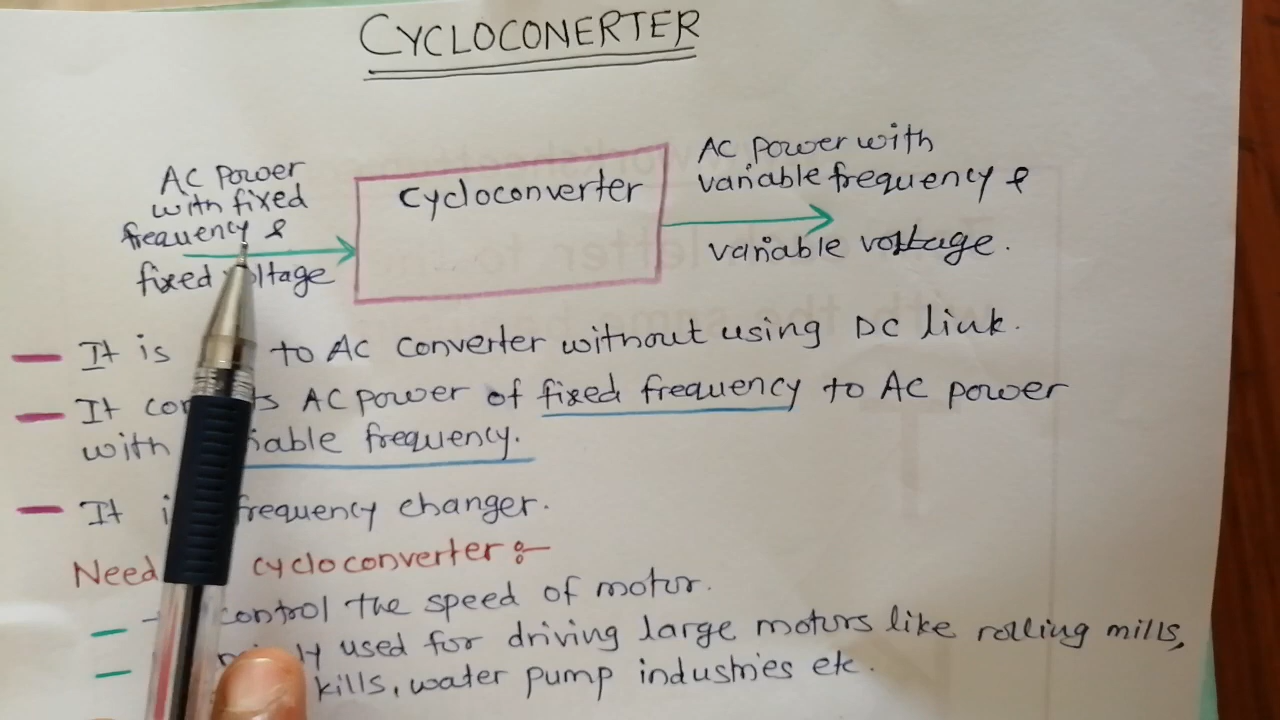 CYCLOCONERTER
AC power
with fixed
frequency &
fixed voltage
Cycloconverter
AC power with
variable frequency &
variable voltage.
It is to AC converter without using DC link.
It AC power of fixed frequency to AC power
with frequency.
It frequency changer.
Need cycloconverter:-
control the speed of motor.
used for driving large motors like rolling mills,
kills, water pump industries etc.